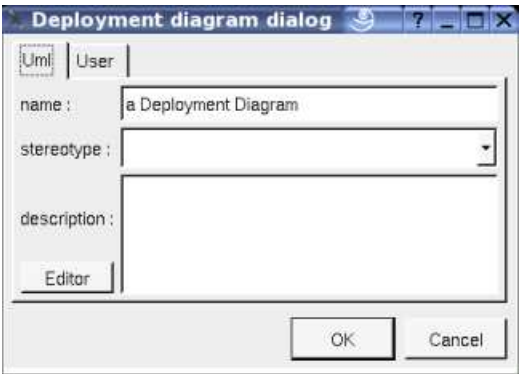 Deployment diagram dialog ?
Uml User
name : a Deployment Diagram
stereotype :
description :
Editor
OK Cancel